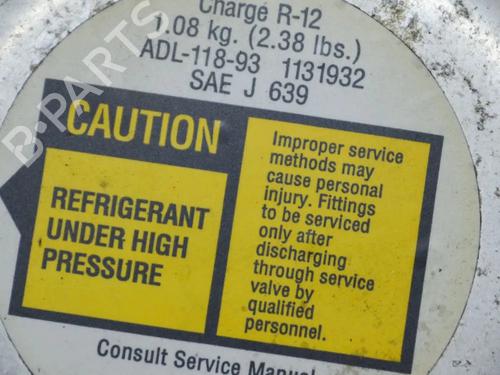 Charge R-12
1.08 kg. (2.38 lbs.)
ADL-118-93 1131932
SAE J 639
CAUTION
REFRIGERANT
UNDER HIGH
PRESSURE
Improper service
methods may
cause personal
injury. Fittings
to be serviced
only after
discharging
through service
valve by
qualified
personnel.
Consult Service Manual
B-PARTS